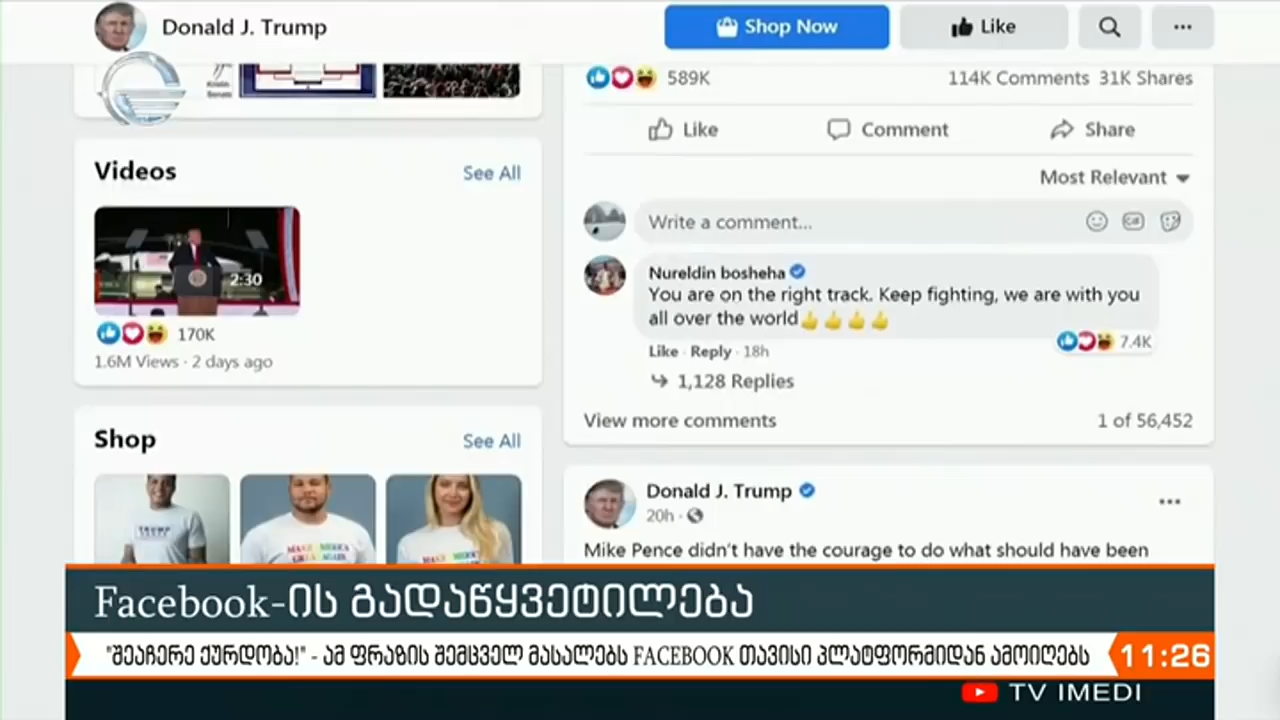 Donald J. Trump
Shop Now
Like
589K
114K Comments 31K Shares
Like
Comment
Share
Videos
See All
Most Relevant
2:30
170K
1.6M Views · 2 days ago
Write a comment...
GIF
Nureldin bosheha
You are on the right track. Keep fighting, we are with you
all over the world👍👍👍👍
7.4K
Like · Reply · 18h
1,128 Replies
View more comments
1 of 56,452
Shop
See All
TRUMP
Donald J. Trump
20h ·
Mike Pence didn't have the courage to do what should have been
Facebook-ის გადაწყვეტილება
"შეაჩერე ქურდობა!" - ამ ფრაზის შემცველ მასალებს FACEBOOK თავისი პლატფორმიდან ამოიღებს
11:26
TV IMEDI